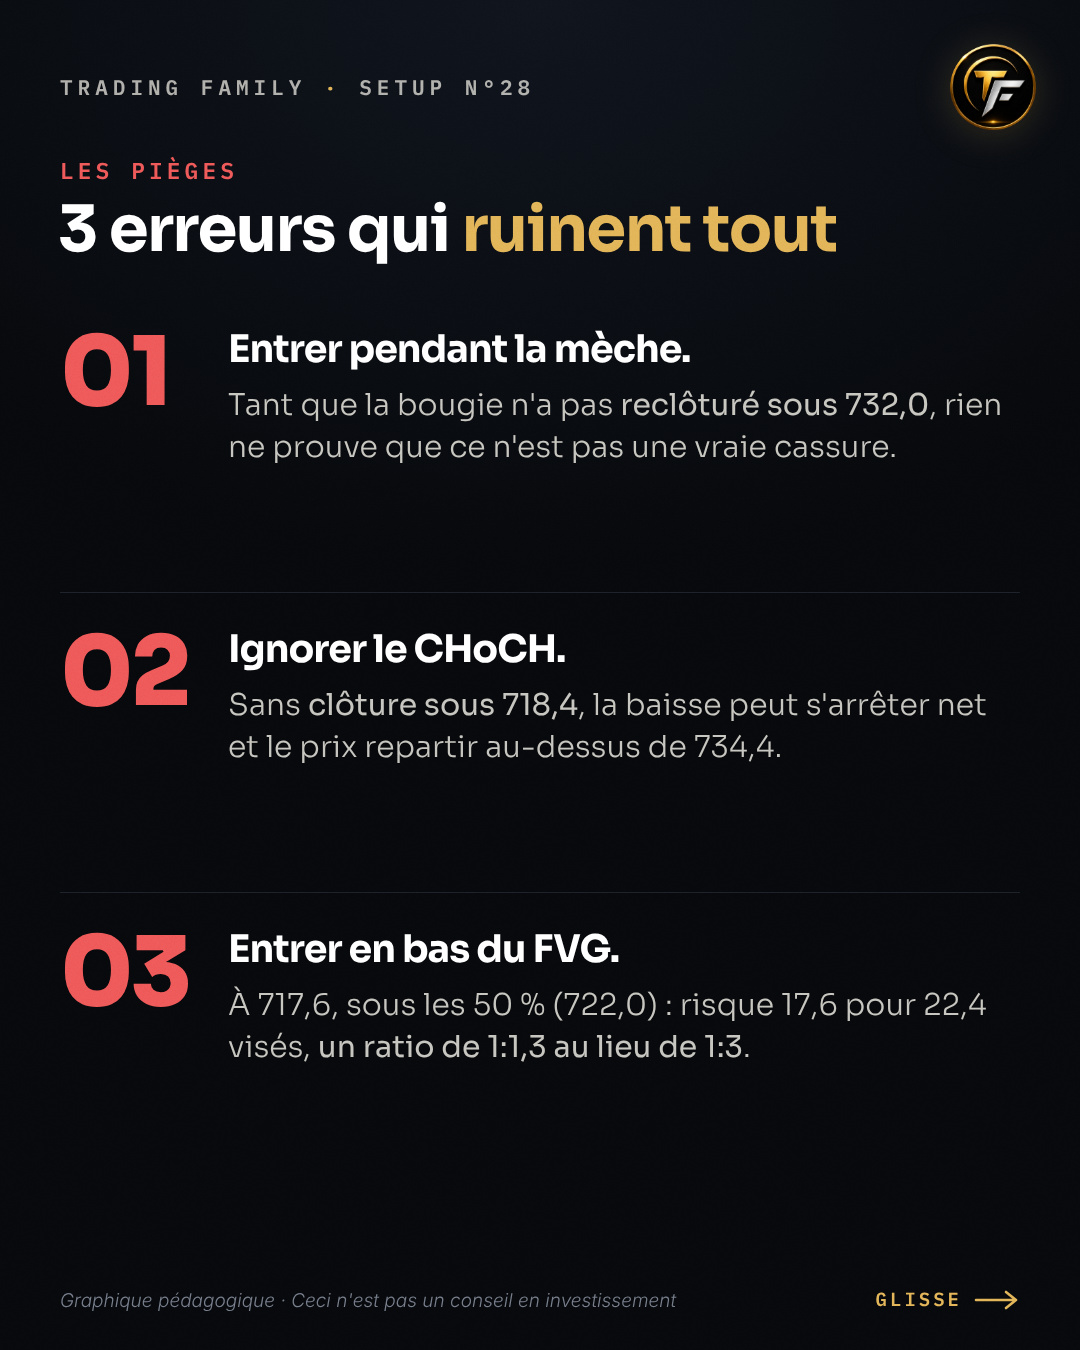 TRADING FAMILY · SETUP N°28
TF
LES PIÈGES
3 erreurs qui ruinent tout
01
Entrer pendant la mèche.
Tant que la bougie n'a pas reclôturé sous 732,0, rien
ne prouve que ce n'est pas une vraie cassure.
02
Ignorer le CHoCH.
Sans clôture sous 718,4, la baisse peut s'arrêter net
et le prix repartir au-dessus de 734,4.
03
Entrer en bas du FVG.
À 717,6, sous les 50 % (722,0) : risque 17,6 pour 22,4
visés, un ratio de 1:1,3 au lieu de 1:3.
Graphique pédagogique · Ceci n'est pas un conseil en investissement
GLISSE →